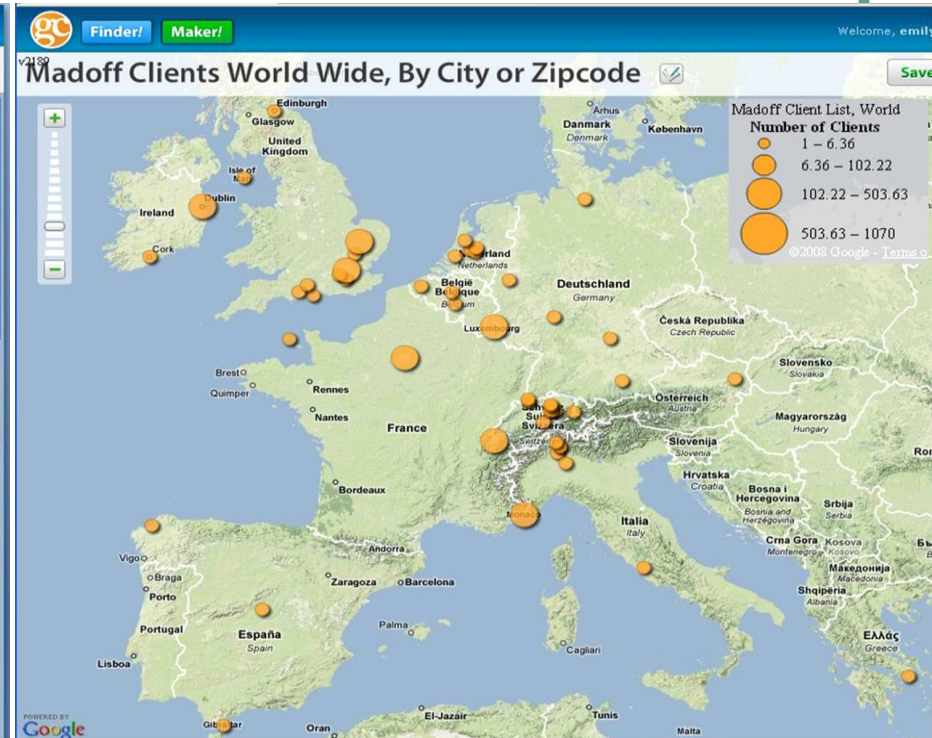 gc Finder! Maker!
Welcome, emily
v2189
Madoff Clients World Wide, By City or Zipcode
Save
Madoff Client List, World
Number of Clients
1 – 6.36
6.36 – 102.22
102.22 – 503.63
503.63 – 1070
©2008 Google - Terms o
Edinburgh
Glasgow
United
Kingdom
Århus
Danmark
Denmark
København
Isle of
Dublin
Ireland
Cork
Nederland
Netherlands
België
Belgique
Belgium
Deutschland
Germany
Luxembourg
Česká Republika
Czech Republic
Slovensko
Slovakia
Brest
Quimper
Rennes
Nantes
France
Österreich
Austria
Magyarország
Hungary
Svizzera
Slovenija
Slovenia
Hrvatska
Croatia
Bosna i
Hercegovina
Bosnia and
Herzegovina
Srbija
Serbia
Bordeaux
Monaco
Italia
Italy
Crna Gora
Montenegro
Kosova
Kosovo
Македонија
Macedonia
Shqipëria
Albania
Andorra
Vigo
Braga
Porto
Zaragoza
Barcelona
Portugal
España
Spain
Palma
Lisboa
Cagliari
Ελλάς
Greece
Gibraltar
Oran
El-Jazair
Tunis
Malta
POWERED BY
Google